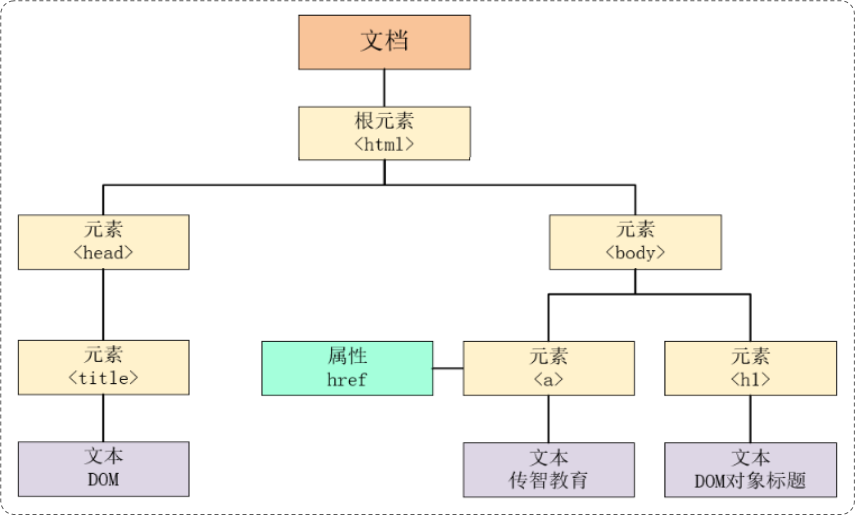 文档
根元素
<html>
元素
<head>
元素
<body>
元素
<title>
属性
href
元素
<a>
元素
<h1>
文本
DOM
文本
传智教育
文本
DOM对象标题